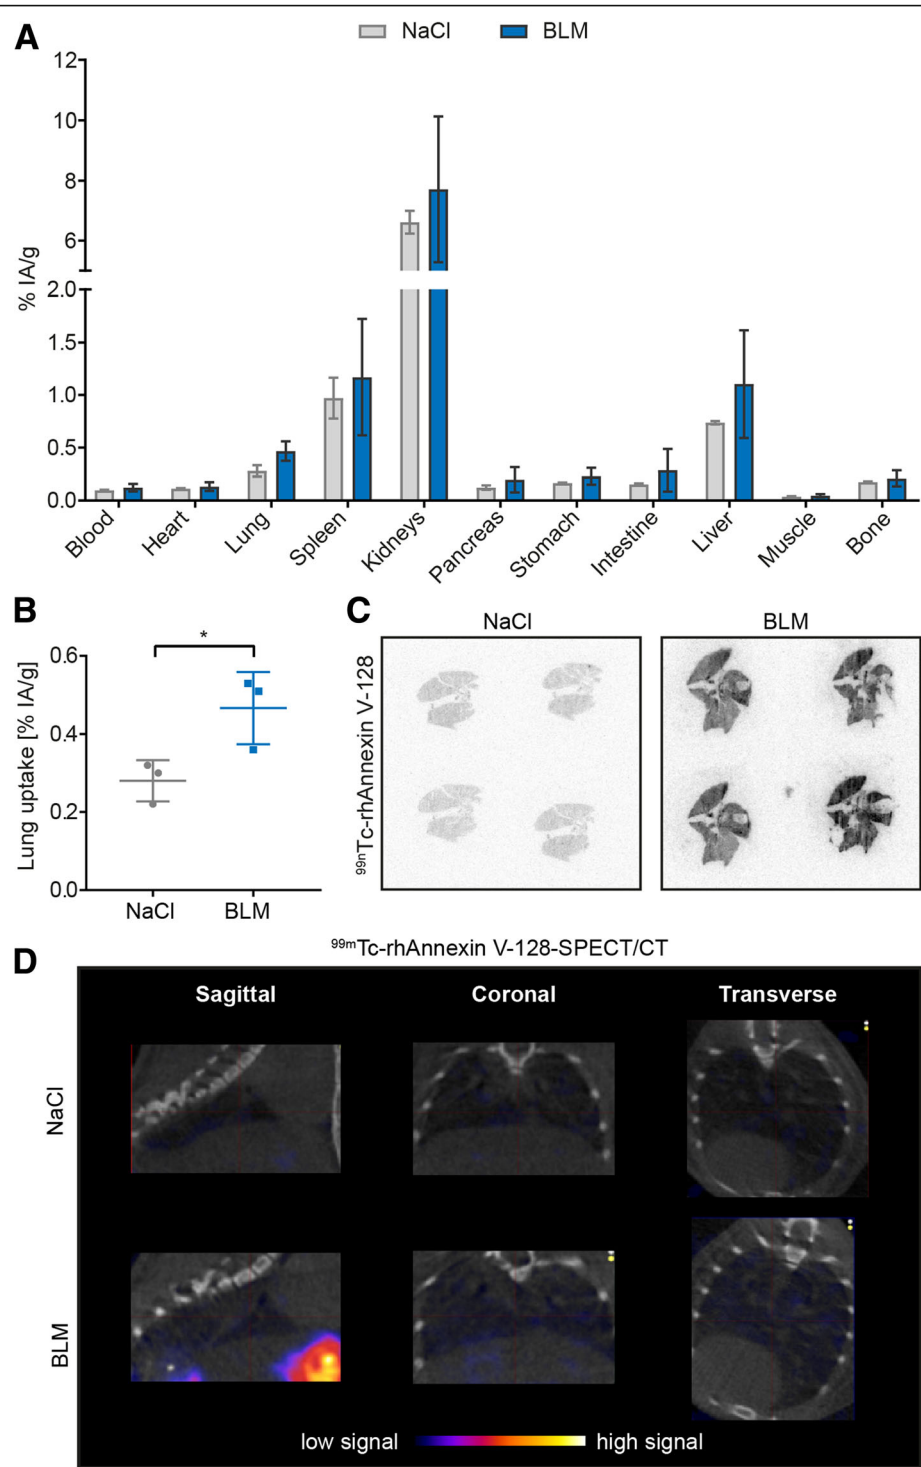 A
NaCl BLM
% IA/g
12
10
8
6
2.0
1.5
1.0
0.5
0.0
Blood Heart Lung Spleen Kidneys Pancreas Stomach Intestine Liver Muscle Bone
B
Lung uptake [% IA/g]
*
0.6
0.4
0.2
0.0
NaCl BLM
C
NaCl BLM
⁹⁹ⁿTc-rhAnnexin V-128
D
⁹⁹ᵐTc-rhAnnexin V-128-SPECT/CT
Sagittal Coronal Transverse
NaCl
BLM
low signal high signal